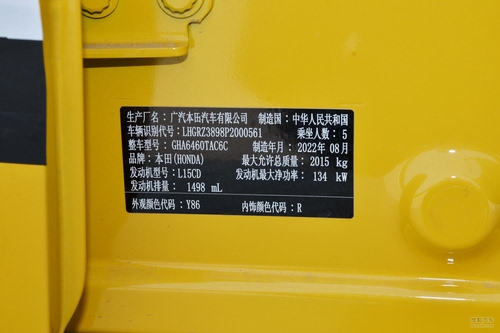 生产厂名：广汽本田汽车有限公司 制造国：中华人民共和国
车辆识别代号：LHGRZ3898P2000561 乘坐人数：5
整车型号：GHA6460TAC6C 制造年月：2022年08月
品牌：本田(HONDA) 最大允许总质量：2015 kg
发动机型号：L15CD 发动机最大净功率：134 kW
发动机排量：1498 mL
外观颜色代码：Y86 内饰颜色代码：R